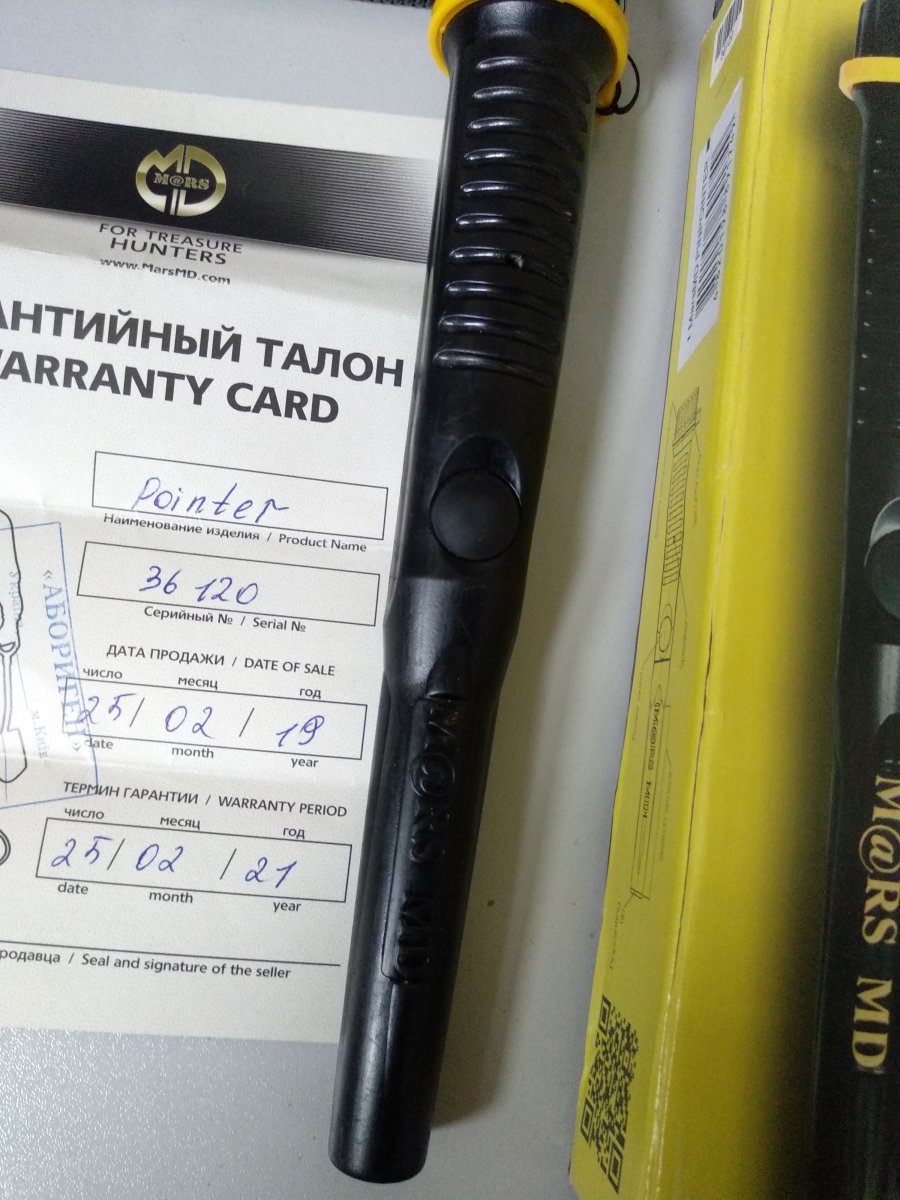 M@RS
FOR TREASURE
HUNTERS
www.MarsMD.com
АНТИЙНЫЙ ТАЛОН
WARRANTY CARD
Pointer
Наименование изделия / Product Name
36 120
Серийный № / Serial №
ДАТА ПРОДАЖИ / DATE OF SALE
число месяц год
25 / 02 / 19
date month year
«АБОРИГЕН»
м. Київ
ТЕРМИН ГАРАНТИИ / WARRANTY PERIOD
число месяц год
25 / 02 / 21
date month year
родавца / Seal and signature of the seller
M@RS MD
M@RS MD
M@RS MD